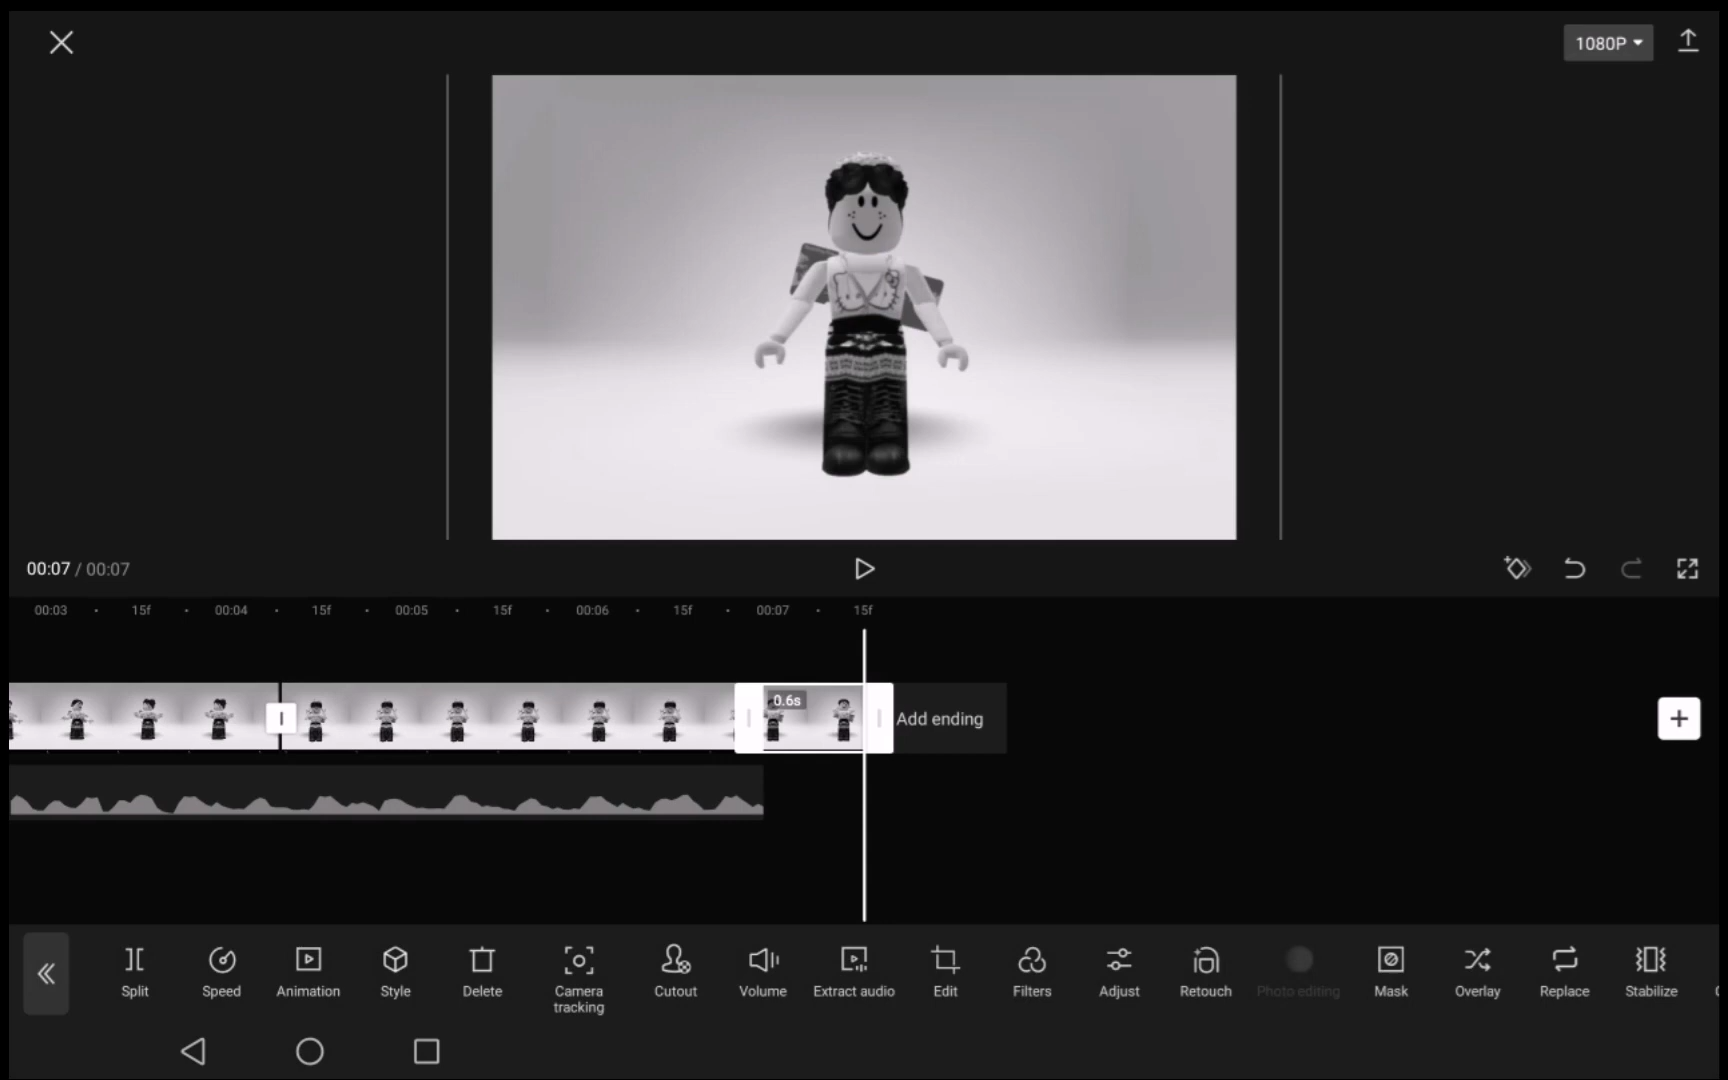 1080P
00:07 / 00:07
00:03 15f 00:04 15f 00:05 15f 00:06 15f 00:07 15f
0.6s
Add ending
Split Speed Animation Style Delete Camera tracking Cutout Volume Extract audio Edit Filters Adjust Retouch Photo editing Mask Overlay Replace Stabilize